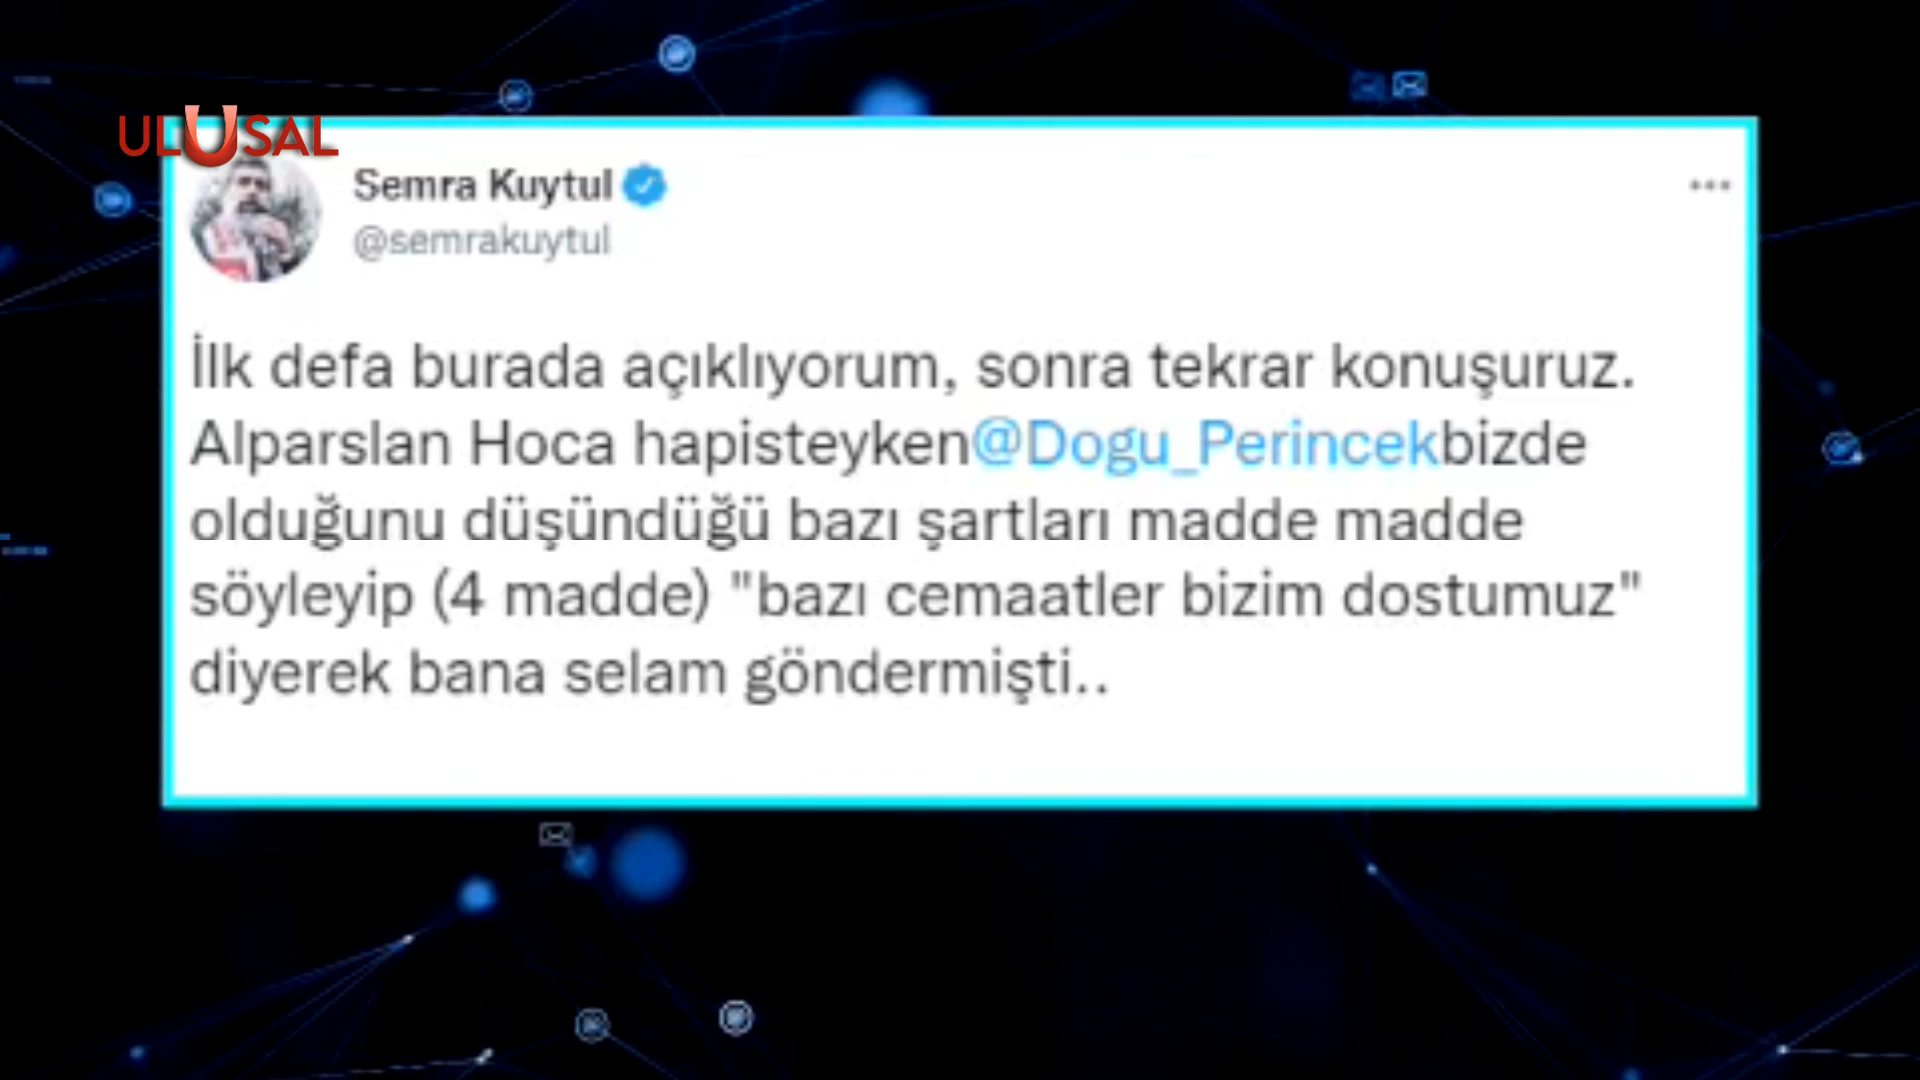 ULUSAL
Semra Kuytul
@semrakuytul
İlk defa burada açıklıyorum, sonra tekrar konuşuruz.
Alparslan Hoca hapisteyken@Dogu_Perincekbizde
olduğunu düşündüğü bazı şartları madde madde
söyleyip (4 madde) "bazı cemaatler bizim dostumuz"
diyerek bana selam göndermişti..